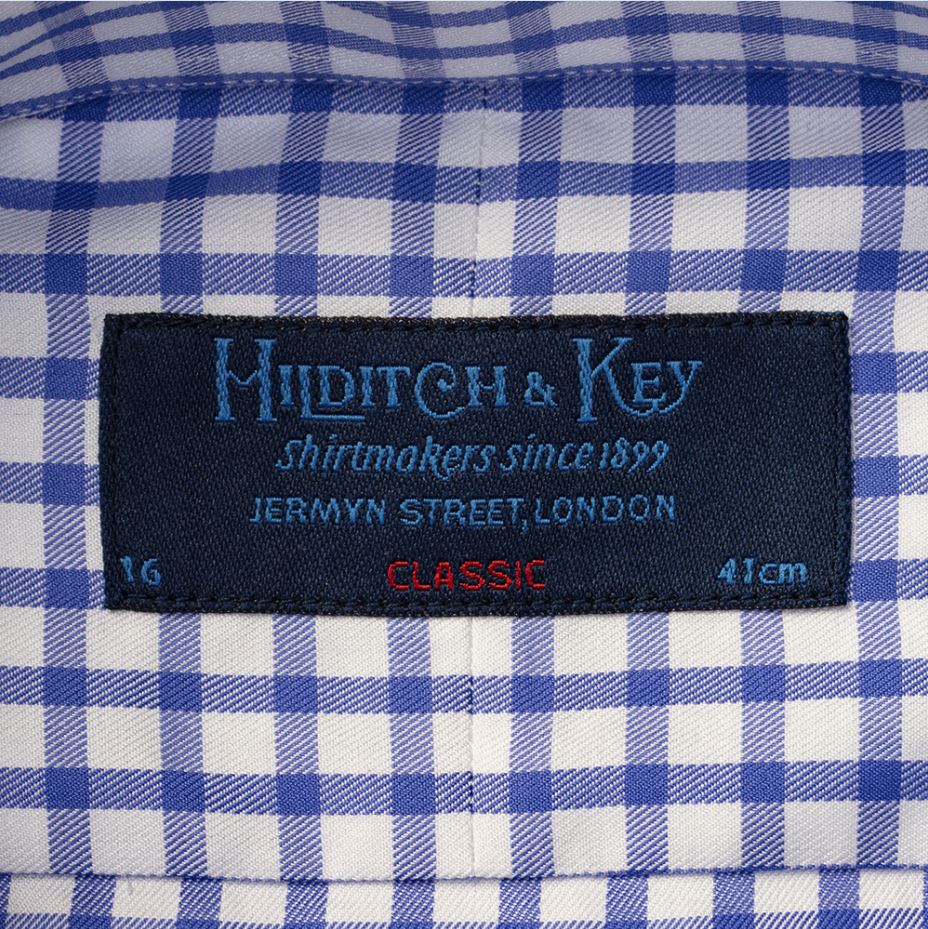 HILDITCH & KEY
Shirtmakers since 1899
JERMYN STREET, LONDON
16 CLASSIC 41cm